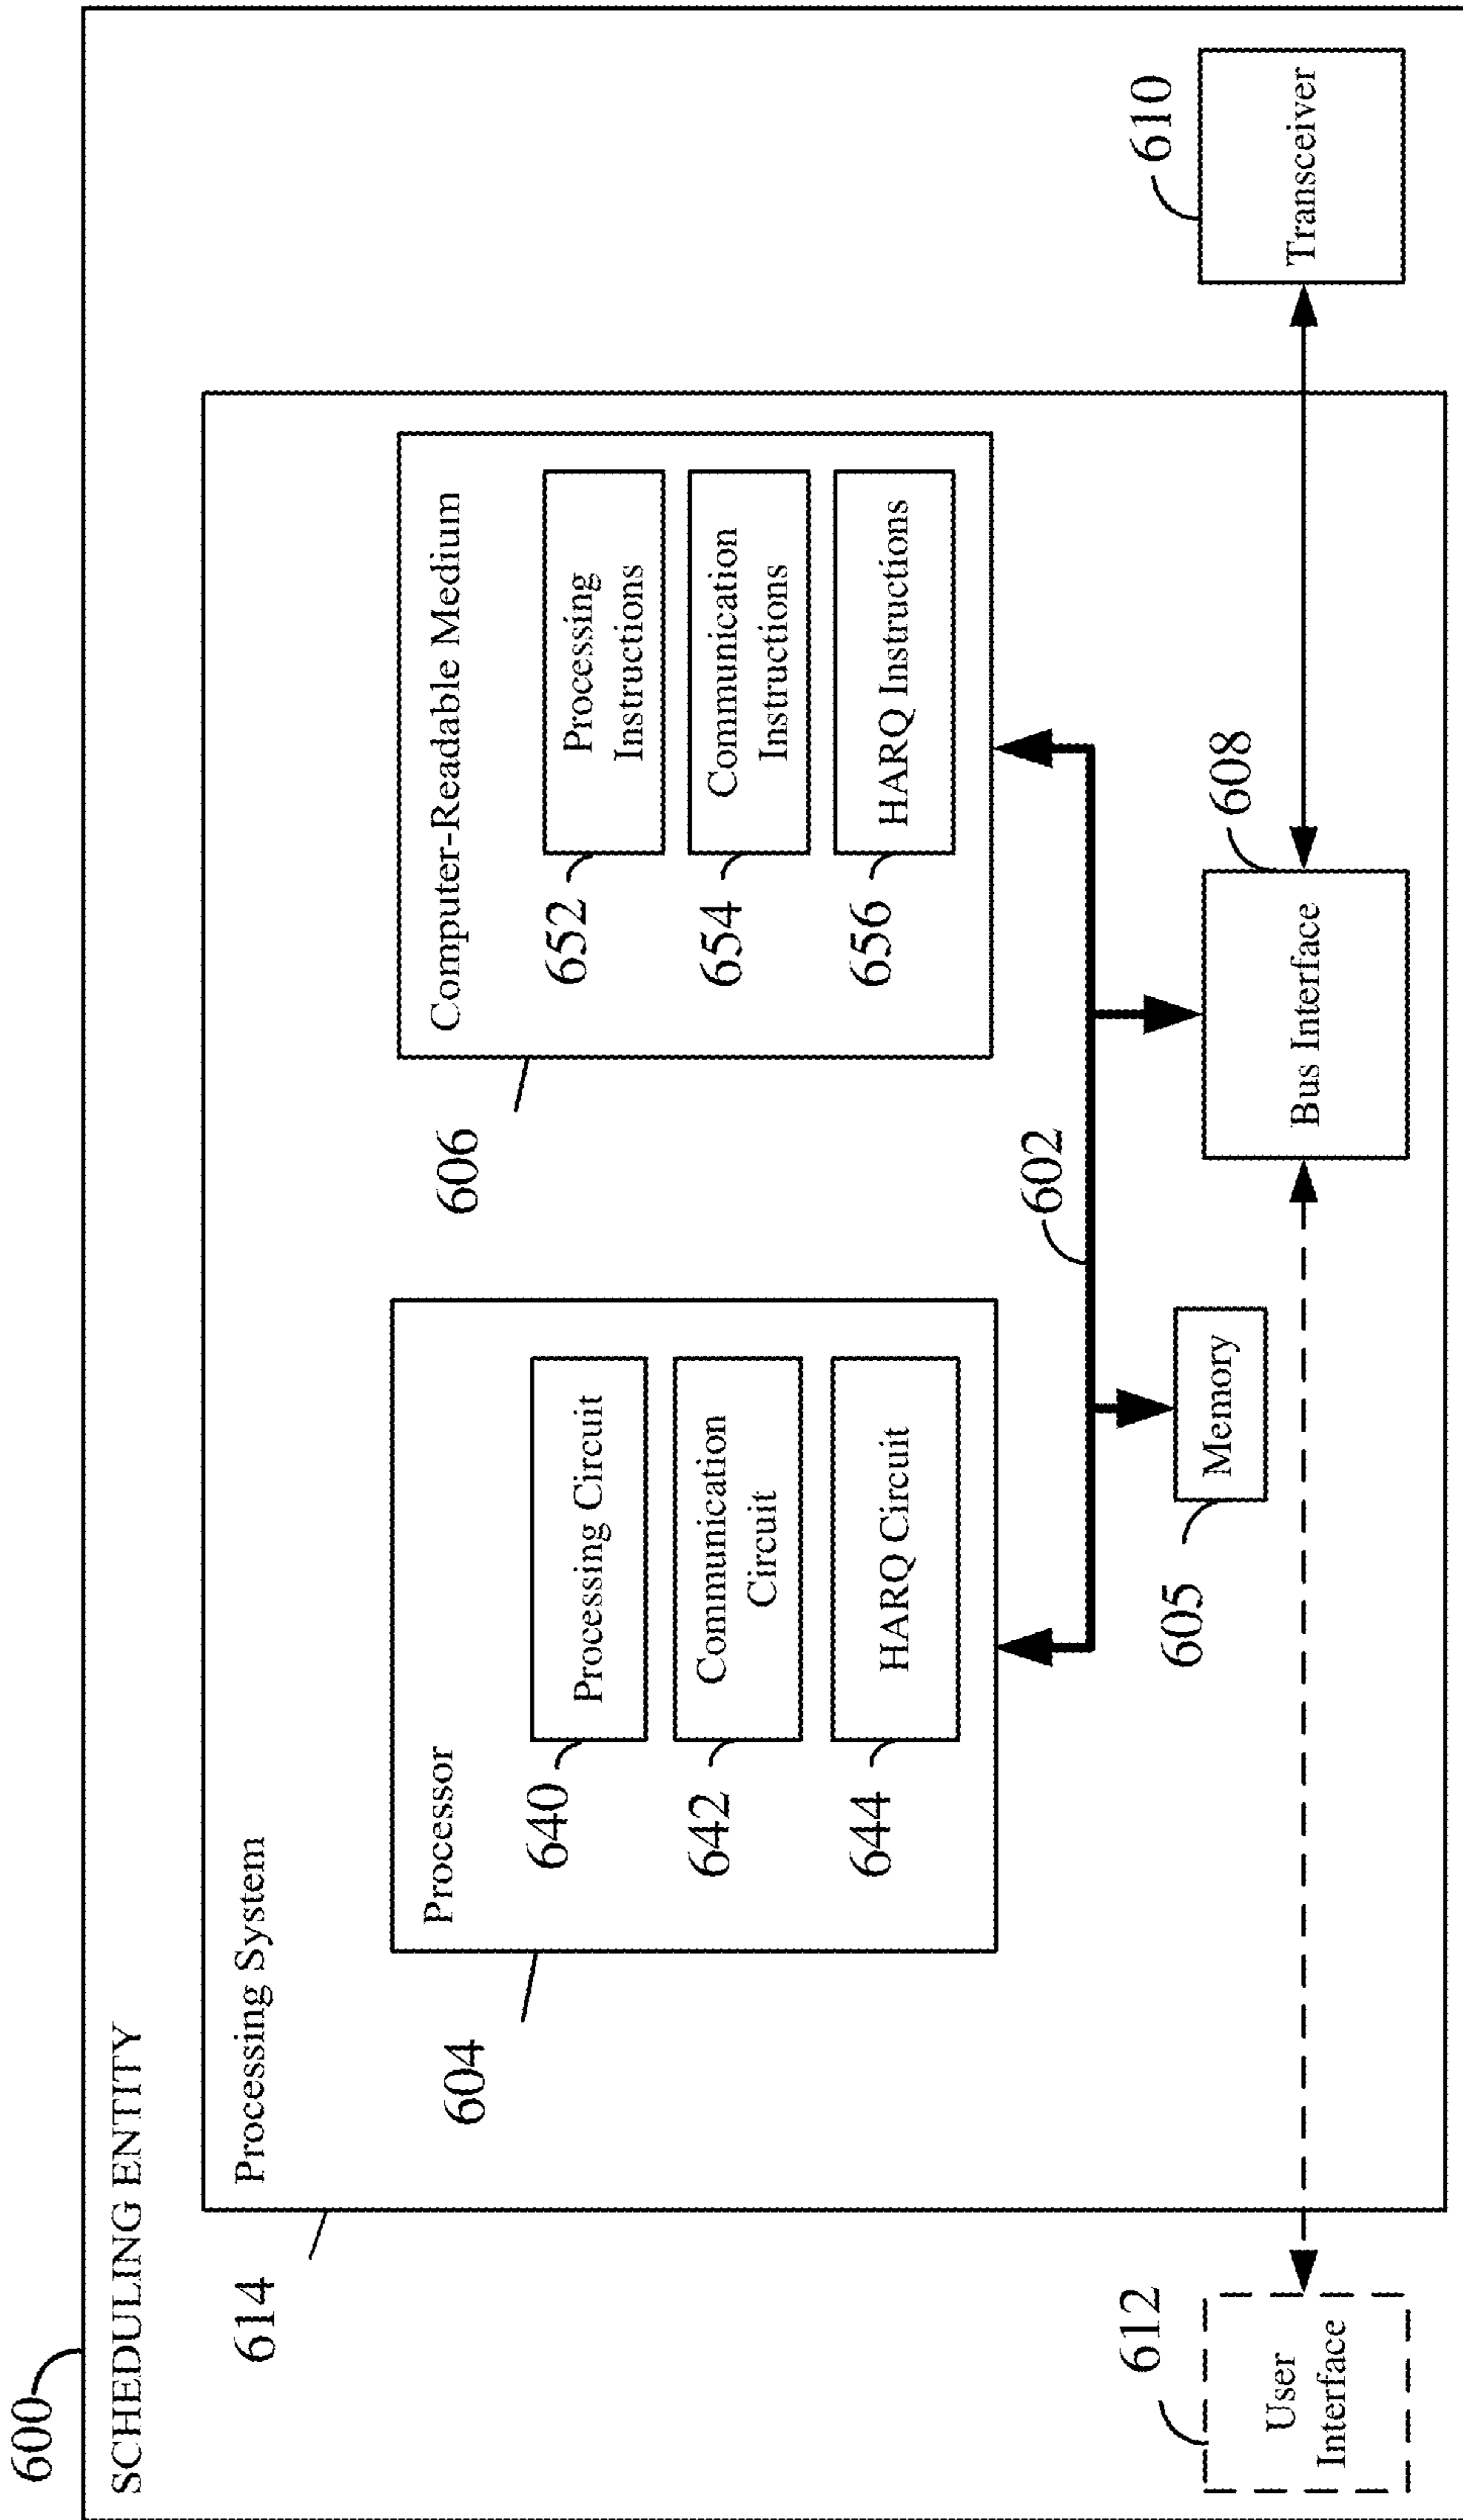 600
SCHEDULING ENTITY
614
Processing System
604
Processor
640
Processing Circuit
642
Communication
Circuit
644
HARQ Circuit
606
Computer-Readable Medium
652
Processing
Instructions
654
Communication
Instructions
656
HARQ Instructions
602
605
Memory
608
Bus Interface
612
User
Interface
610
Transceiver